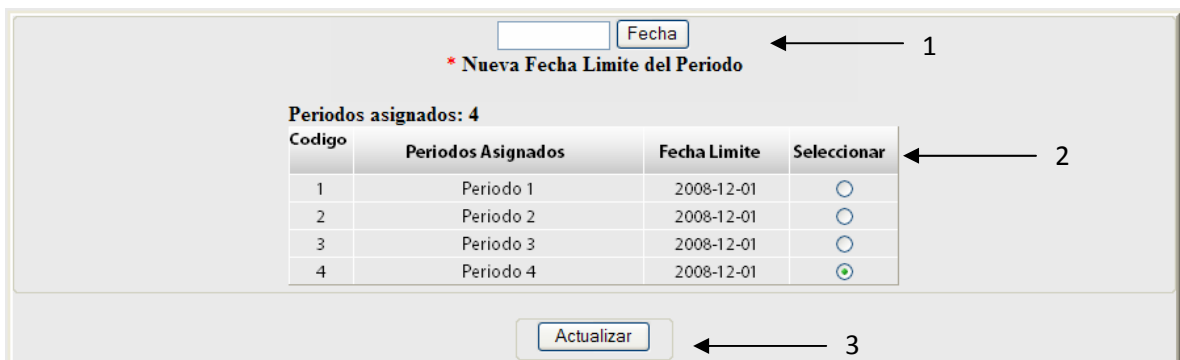 Fecha 1
* Nueva Fecha Limite del Periodo
Periodos asignados: 4
Codigo Periodos Asignados Fecha Limite Seleccionar 2
1 Periodo 1 2008-12-01
2 Periodo 2 2008-12-01
3 Periodo 3 2008-12-01
4 Periodo 4 2008-12-01
Actualizar 3